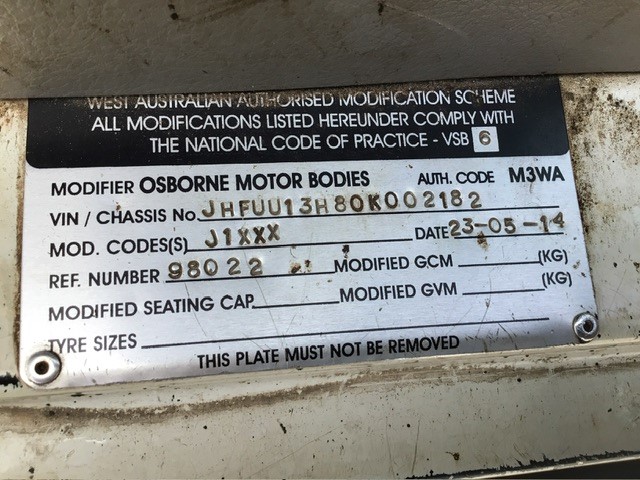 WEST AUSTRALIAN AUTHORISED MODIFICATION SCHEME
ALL MODIFICATIONS LISTED HEREUNDER COMPLY WITH
THE NATIONAL CODE OF PRACTICE - VSB 6
MODIFIER OSBORNE MOTOR BODIES AUTH. CODE M3WA
VIN / CHASSIS No. JHFUU13H80K002182
MOD. CODES(S) J1XXX DATE 23-05-14
REF. NUMBER 98022 MODIFIED GCM (KG)
MODIFIED SEATING CAP. MODIFIED GVM (KG)
TYRE SIZES
THIS PLATE MUST NOT BE REMOVED